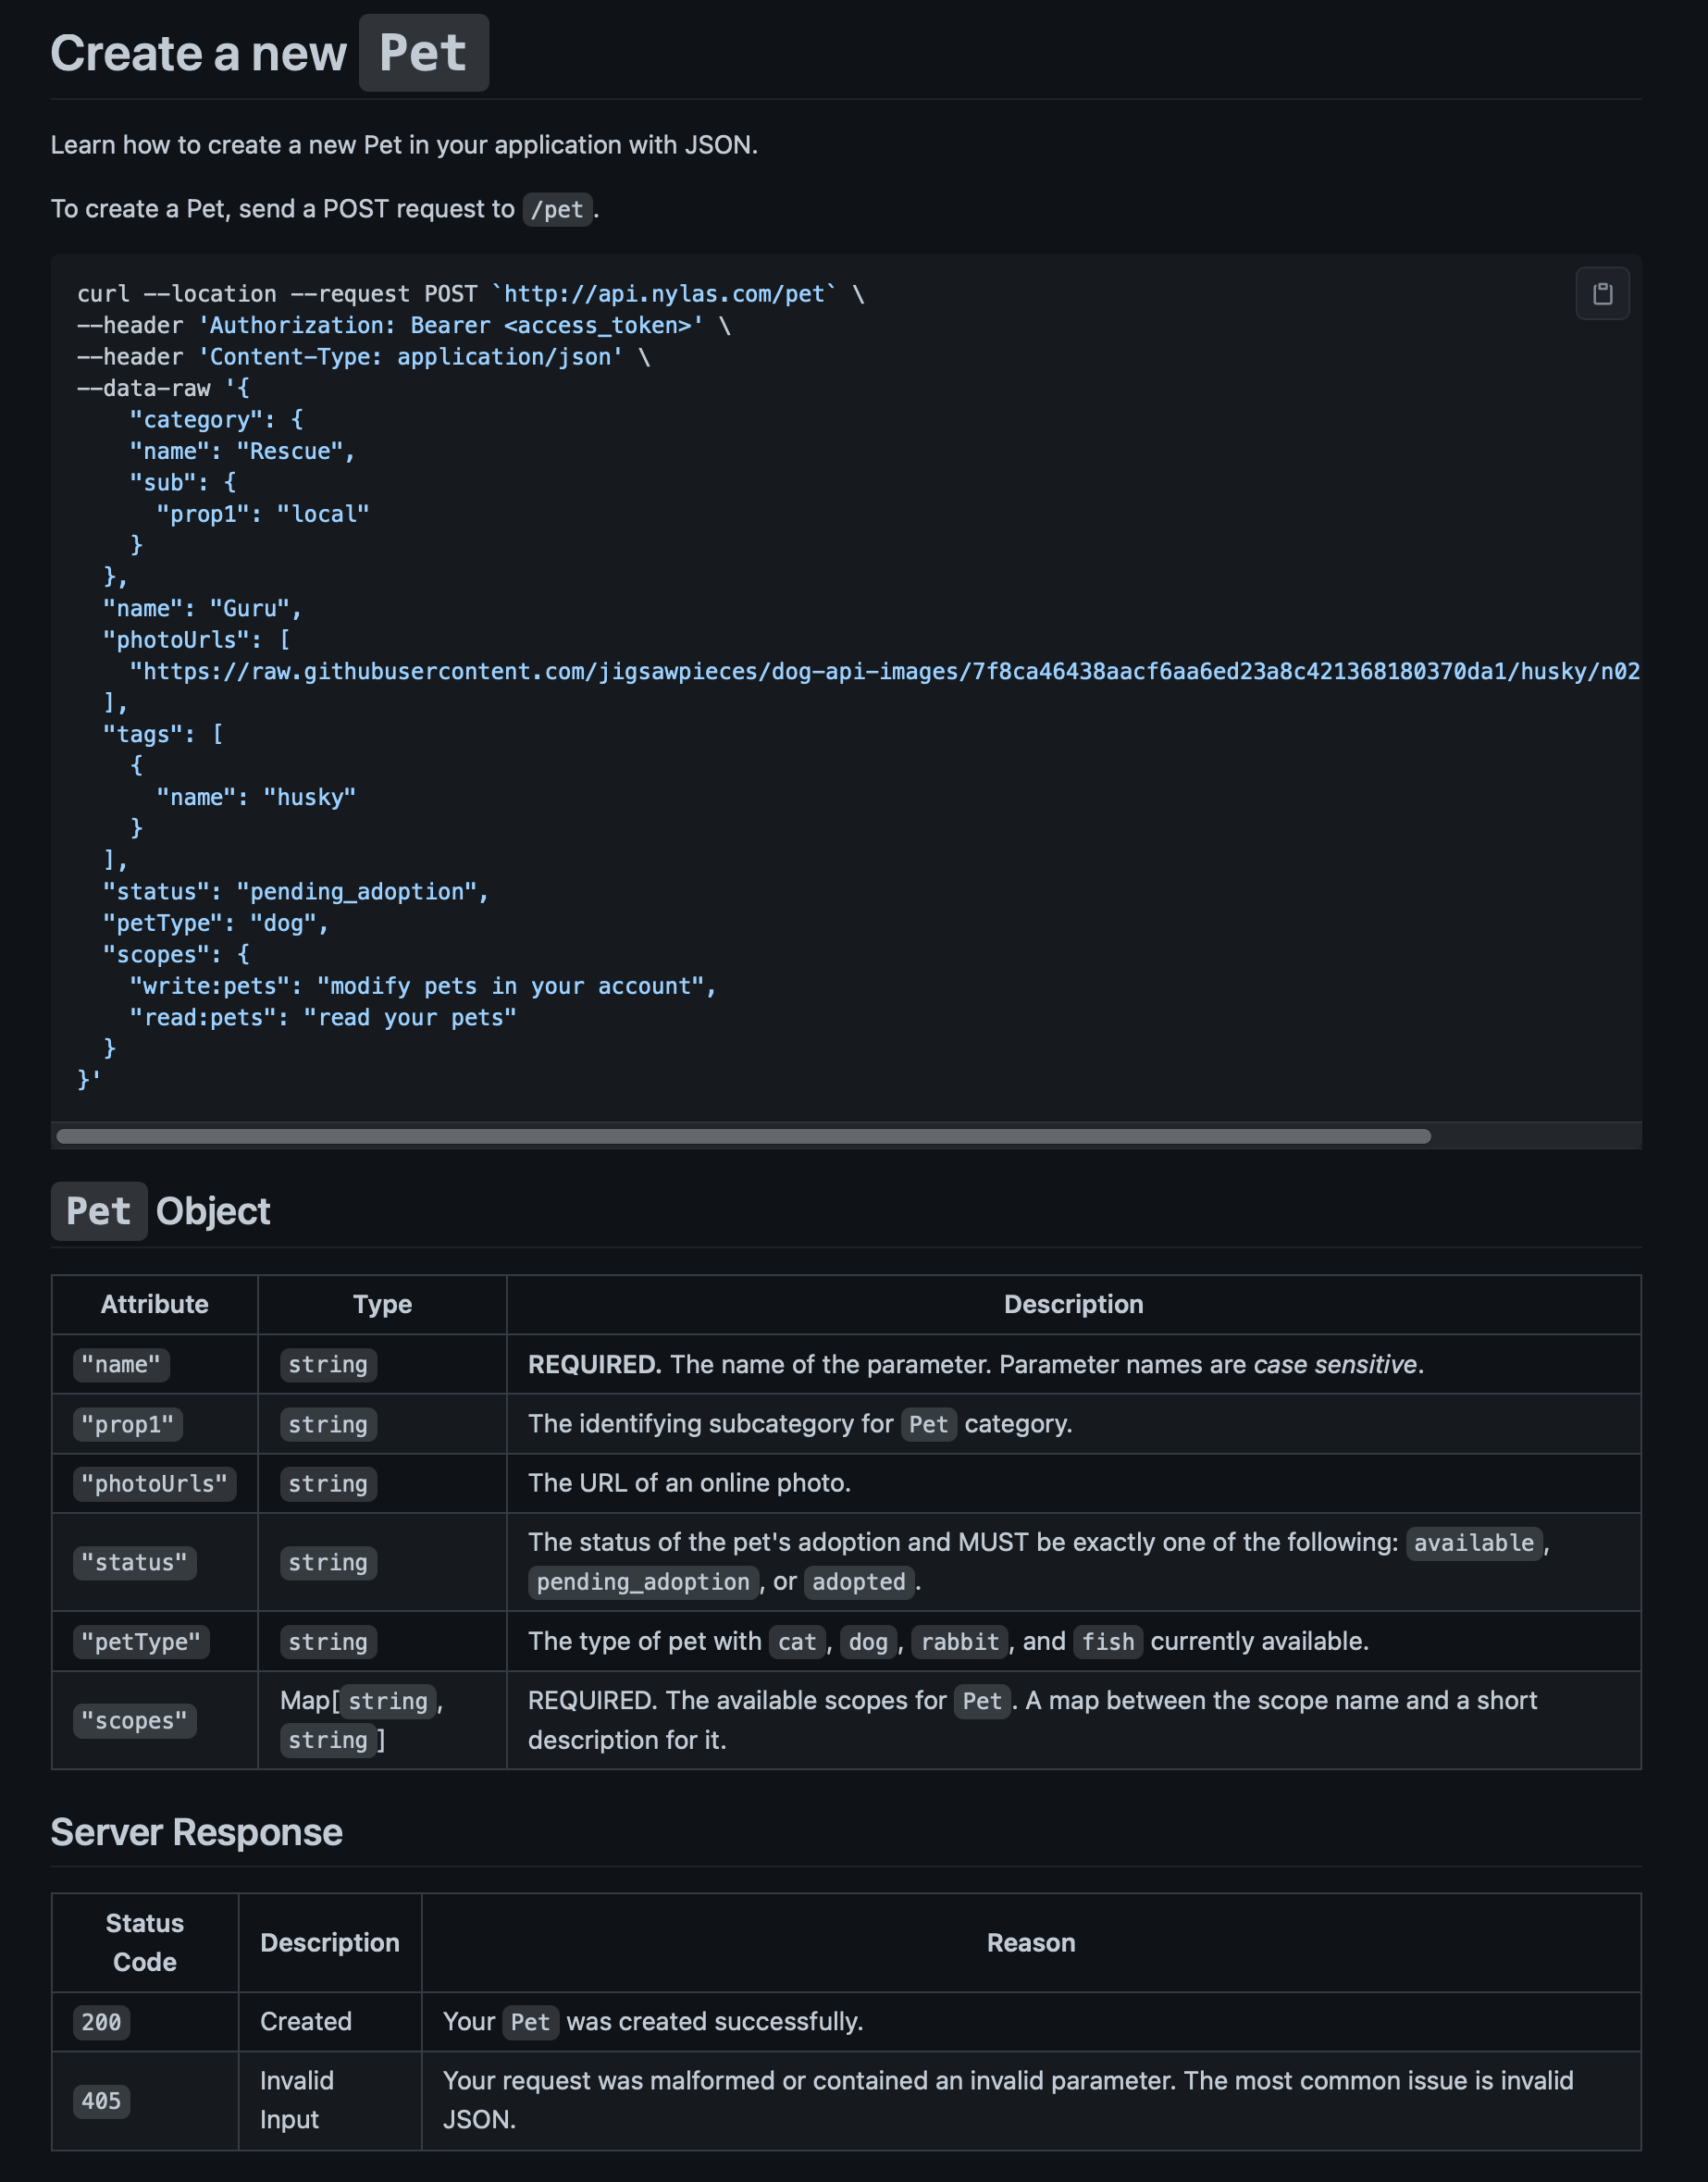 Create a new Pet
Learn how to create a new Pet in your application with JSON.
To create a Pet, send a POST request to /pet.
curl --location --request POST `http://api.nylas.com/pet` \
--header 'Authorization: Bearer <access_token>' \
--header 'Content-Type: application/json' \
--data-raw '{
    "category": {
    "name": "Rescue",
    "sub": {
      "prop1": "local"
    }
  },
  "name": "Guru",
  "photoUrls": [
    "https://raw.githubusercontent.com/jigsawpieces/dog-api-images/7f8ca46438aacf6aa6ed23a8c421368180370da1/husky/n02
  ],
  "tags": [
    {
      "name": "husky"
    }
  ],
  "status": "pending_adoption",
  "petType": "dog",
  "scopes": {
    "write:pets": "modify pets in your account",
    "read:pets": "read your pets"
  }
}'
Pet Object
Attribute Type Description
"name" string REQUIRED. The name of the parameter. Parameter names are case sensitive.
"prop1" string The identifying subcategory for Pet category.
"photoUrls" string The URL of an online photo.
"status" string The status of the pet's adoption and MUST be exactly one of the following: available,
pending_adoption, or adopted.
"petType" string The type of pet with cat, dog, rabbit, and fish currently available.
"scopes" Map[string, REQUIRED. The available scopes for Pet. A map between the scope name and a short
string] description for it.
Server Response
Status
Code Description Reason
200 Created Your Pet was created successfully.
405 Invalid Your request was malformed or contained an invalid parameter. The most common issue is invalid
Input JSON.